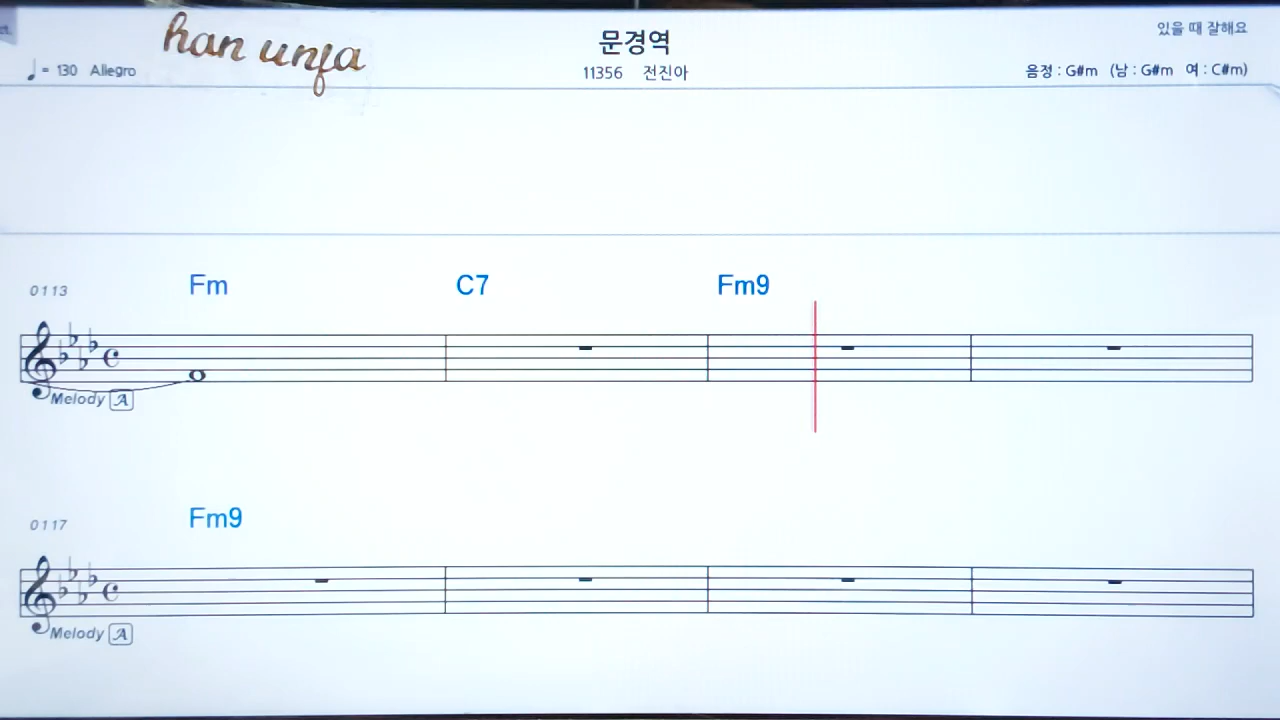 han unja
문경역
있을 때 잘해요
♩= 130 Allegro
11356 전진아
음정 : G#m (남 : G#m 여 : C#m)
0113 Fm C7 Fm9
Melody A
0117 Fm9
Melody A